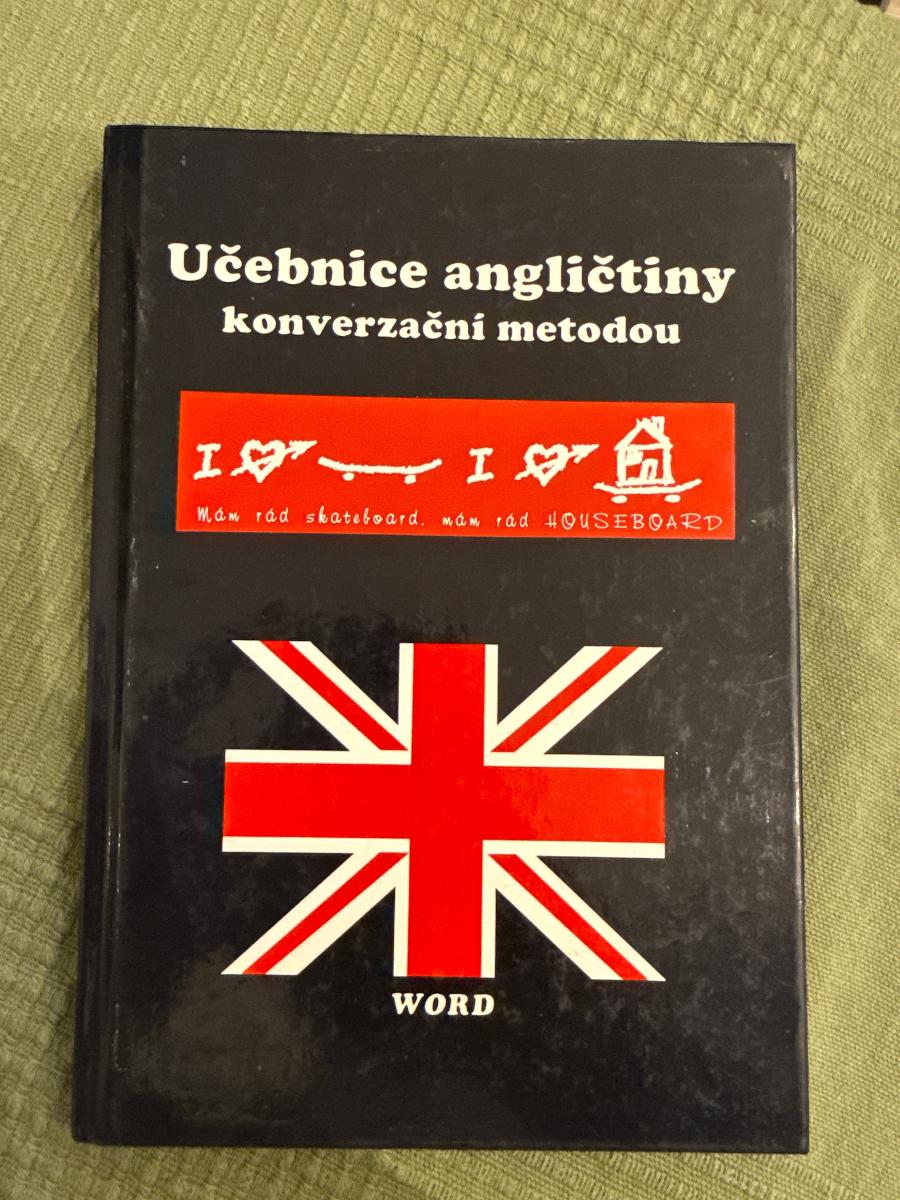 Učebnice angličtiny
konverzační metodou
I I
Mám rád skateboard, mám rád HOUSEBOARD
WORD